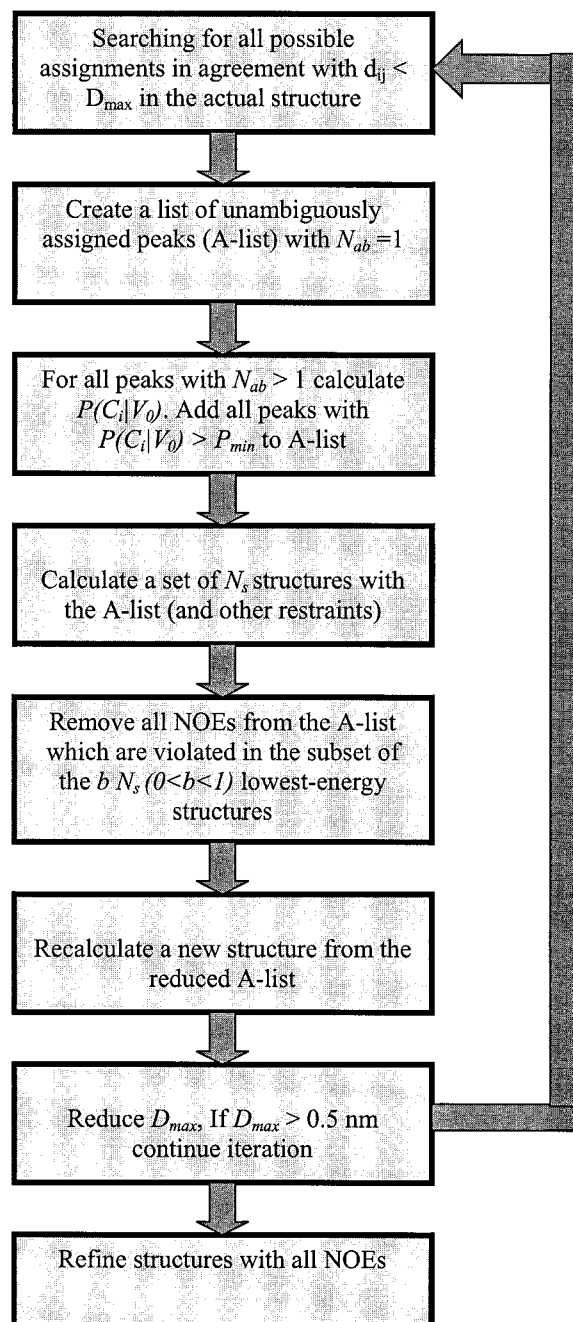 Searching for all possible
assignments in agreement with dij <
Dmax in the actual structure
Create a list of unambiguously
assigned peaks (A-list) with Nab =1
For all peaks with Nab > 1 calculate
P(Ci|V0). Add all peaks with
P(Ci|V0) > Pmin to A-list
Calculate a set of Ns structures with
the A-list (and other restraints)
Remove all NOEs from the A-list
which are violated in the subset of
the b Ns (0<b<1) lowest-energy
structures
Recalculate a new structure from the
reduced A-list
Reduce Dmax, If Dmax > 0.5 nm
continue iteration
Refine structures with all NOEs